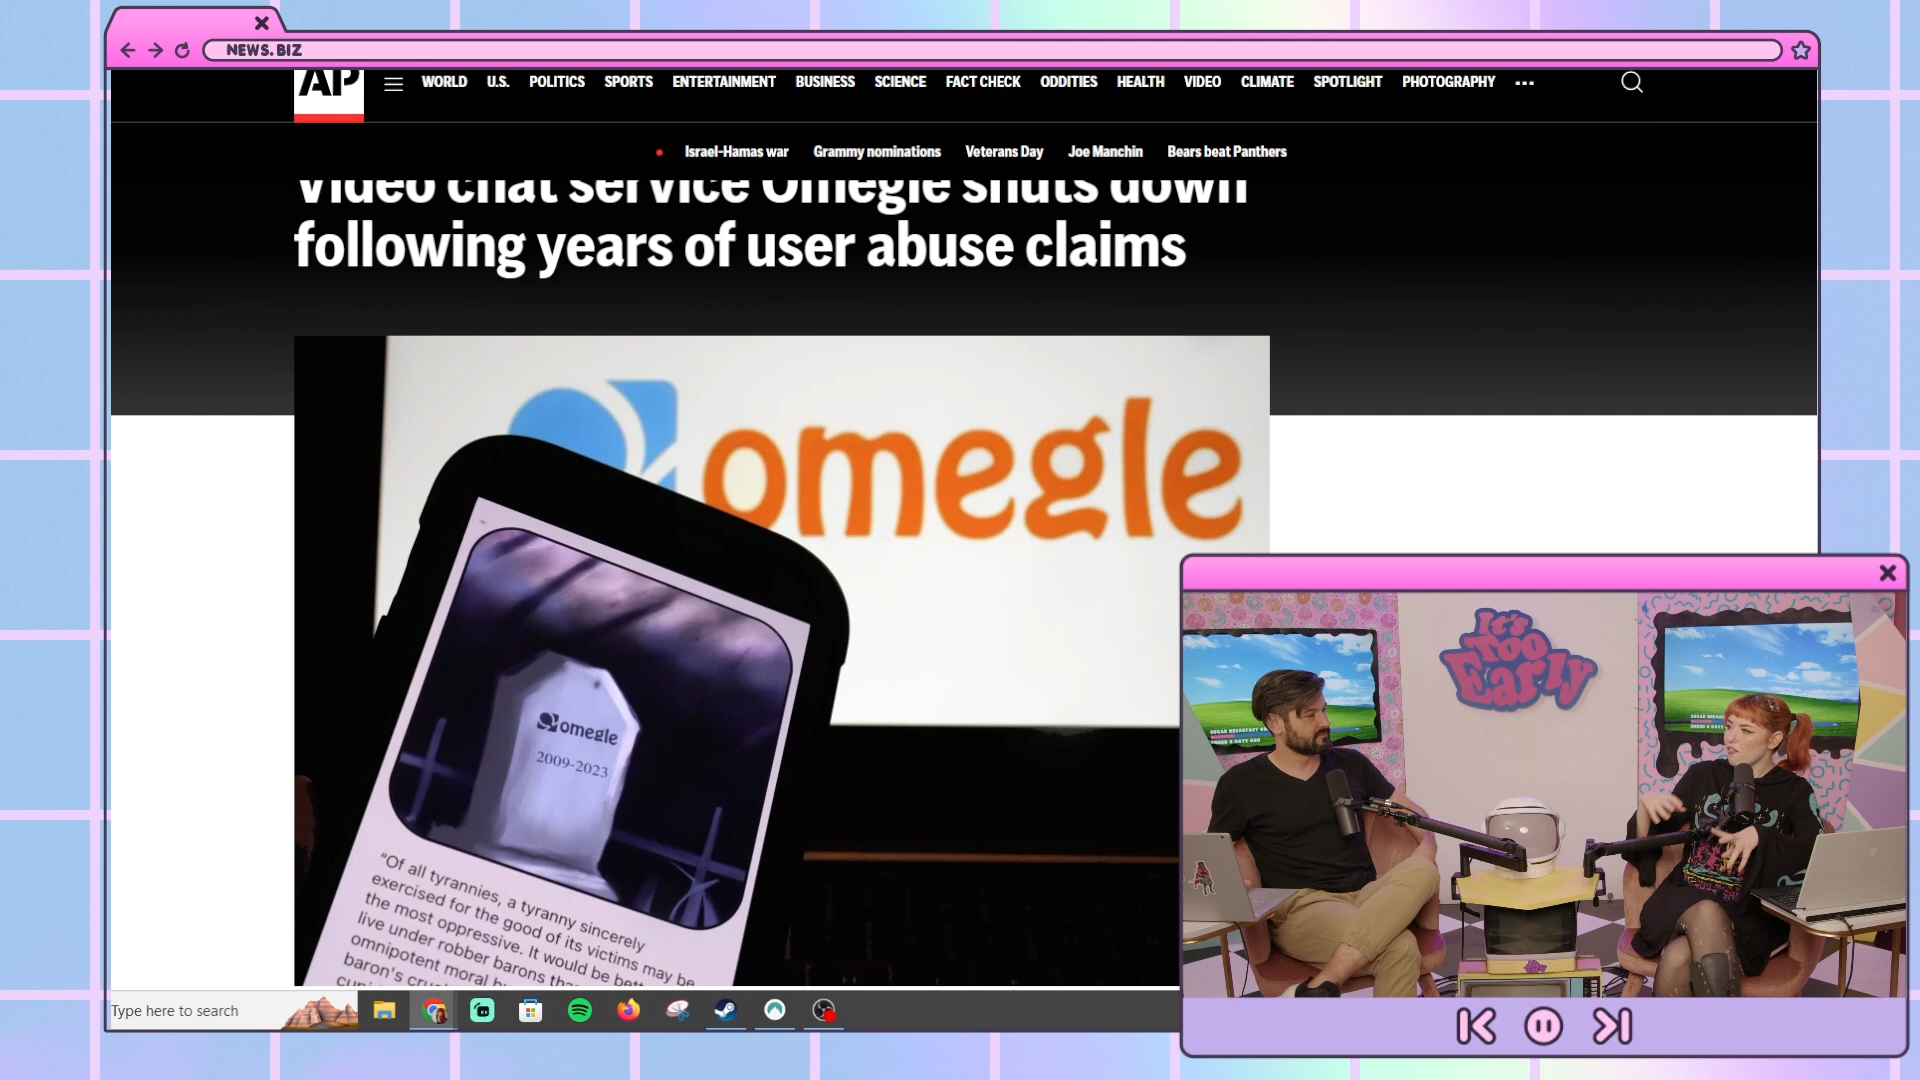 NEWS.BIZ
AP
WORLD U.S. POLITICS SPORTS ENTERTAINMENT BUSINESS SCIENCE FACT CHECK ODDITIES HEALTH VIDEO CLIMATE SPOTLIGHT PHOTOGRAPHY ...
Israel-Hamas war Grammy nominations Veterans Day Joe Manchin Bears beat Panthers
Video chat service Omegle shuts down
following years of user abuse claims
omegle
omegle
2009-2023
“Of all tyrannies, a tyranny sincerely
exercised for the good of its victims may be
the most oppressive. It would be
live under robber barons
omnipotent moral
baron's
It's
Too
Early
Type here to search